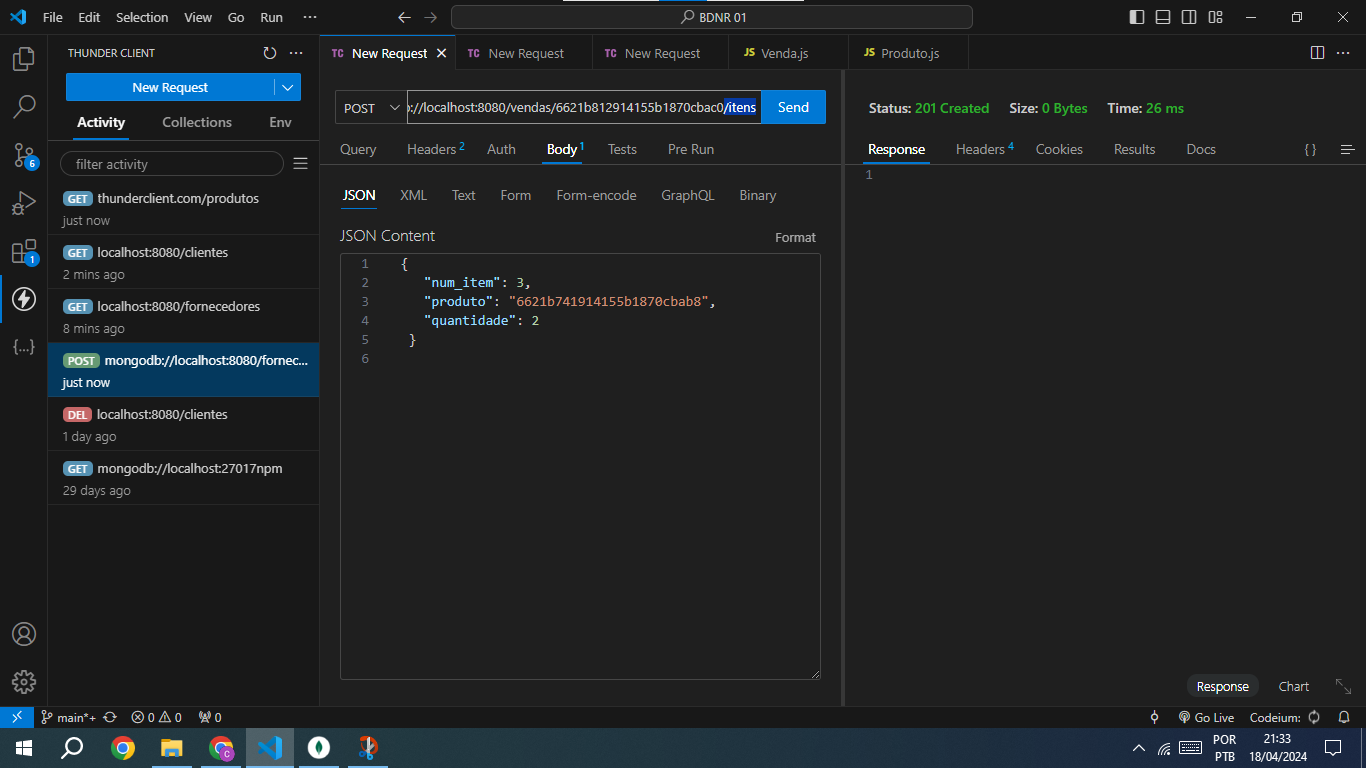 File Edit Selection View Go Run ··· BDNR 01
THUNDER CLIENT
New Request
Activity Collections Env
filter activity
GET thunderclient.com/produtos
just now
GET localhost:8080/clientes
2 mins ago
GET localhost:8080/fornecedores
8 mins ago
POST mongodb://localhost:8080/fornec...
just now
DEL localhost:8080/clientes
1 day ago
GET mongodb://localhost:27017npm
29 days ago
6
1
TC New Request TC New Request TC New Request JS Venda.js JS Produto.js
POST ://localhost:8080/vendas/6621b812914155b1870cbac0/itens Send
Query Headers 2 Auth Body 1 Tests Pre Run
JSON XML Text Form Form-encode GraphQL Binary
JSON Content Format
1 {
2 "num_item": 3,
3 "produto": "6621b741914155b1870cbab8",
4 "quantidade": 2
5 }
6
Status: 201 Created Size: 0 Bytes Time: 26 ms
Response Headers 4 Cookies Results Docs { }
1
Response Chart
main*+ 0 0 0 Go Live Codeium:
POR
PTB
21:33
18/04/2024